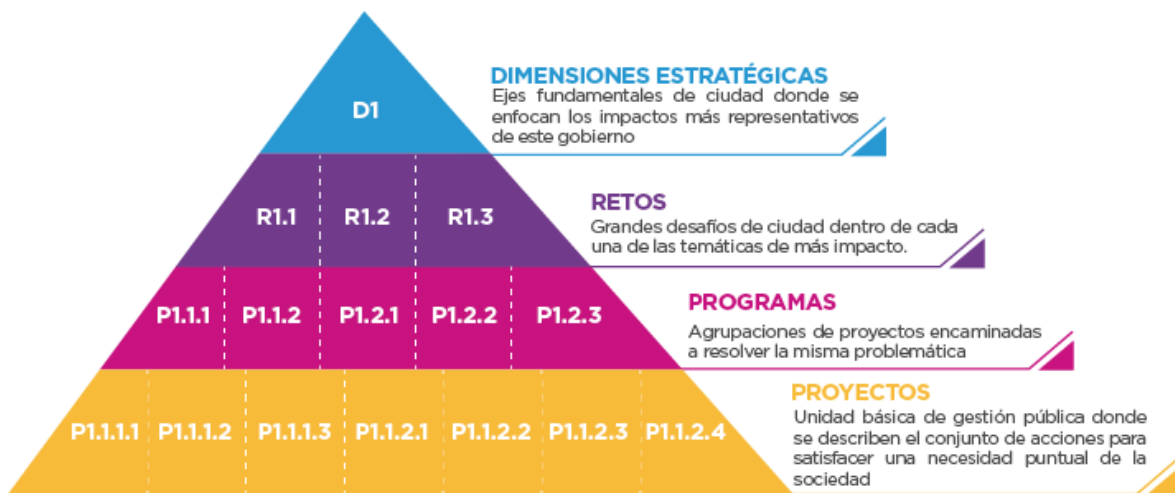 D1
DIMENSIONES ESTRATÉGICAS
Ejes fundamentales de ciudad donde se
enfocan los impactos más representativos
de este gobierno
R1.1 R1.2 R1.3
RETOS
Grandes desafíos de ciudad dentro de cada
una de las temáticas de más impacto.
P1.1.1 P1.1.2 P1.2.1 P1.2.2 P1.2.3
PROGRAMAS
Agrupaciones de proyectos encaminadas
a resolver la misma problemática
P1.1.1.1 P1.1.1.2 P1.1.1.3 P1.1.2.1 P1.1.2.2 P1.1.2.3 P1.1.2.4
PROYECTOS
Unidad básica de gestión pública donde
se describen el conjunto de acciones para
satisfacer una necesidad puntual de la
sociedad